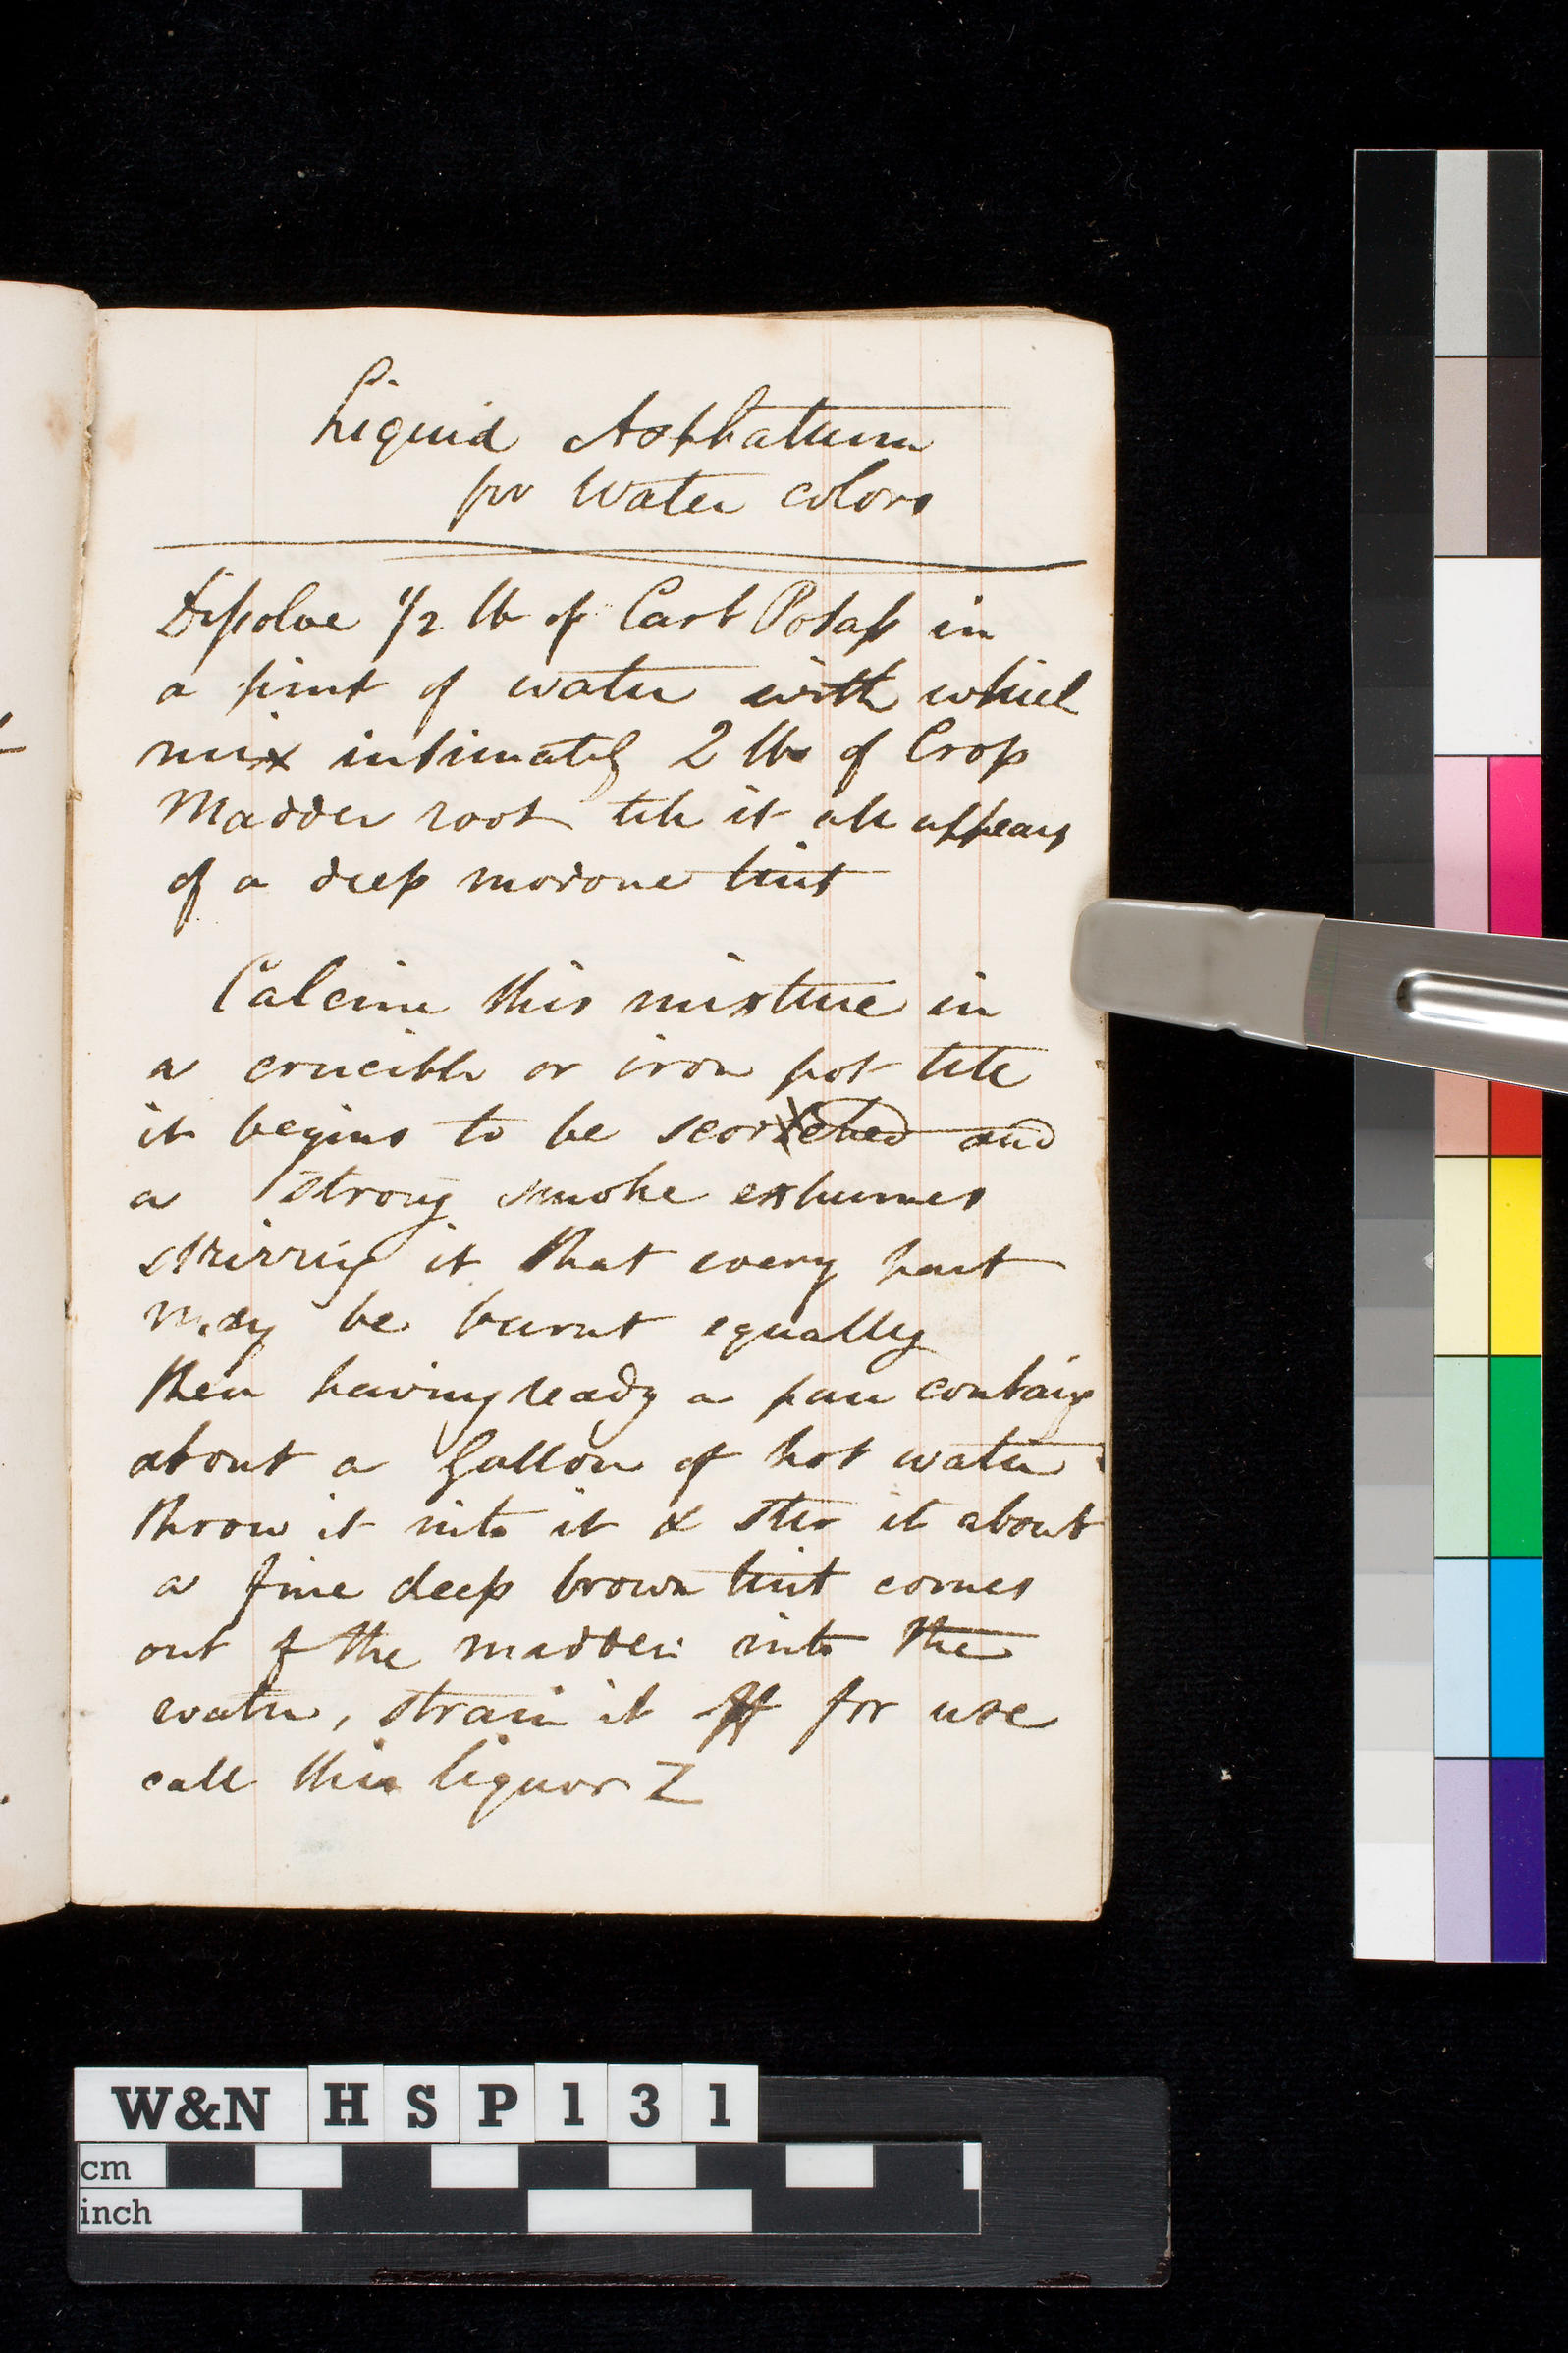 Liquid Asphaltum
for Water colors
Dissolve 1/2 lb of Carb Potass in
a pint of water with which
mix intimately 2 lbs of Crop
Madder root till it all appears
of a deep morone tint
Calcine this mixture in
a crucible or iron pot till
it begins to be scorched and
a strong smoke exhumes
stirring it that every part
may be burnt equally
then having ready a pan containg
about a Gallon of hot water
throw it into it & stir it about
a fine deep brown tint comes
out of the madder into the
water, strain it off for use
call this liquor Z
W&N HSP131
cm
inch